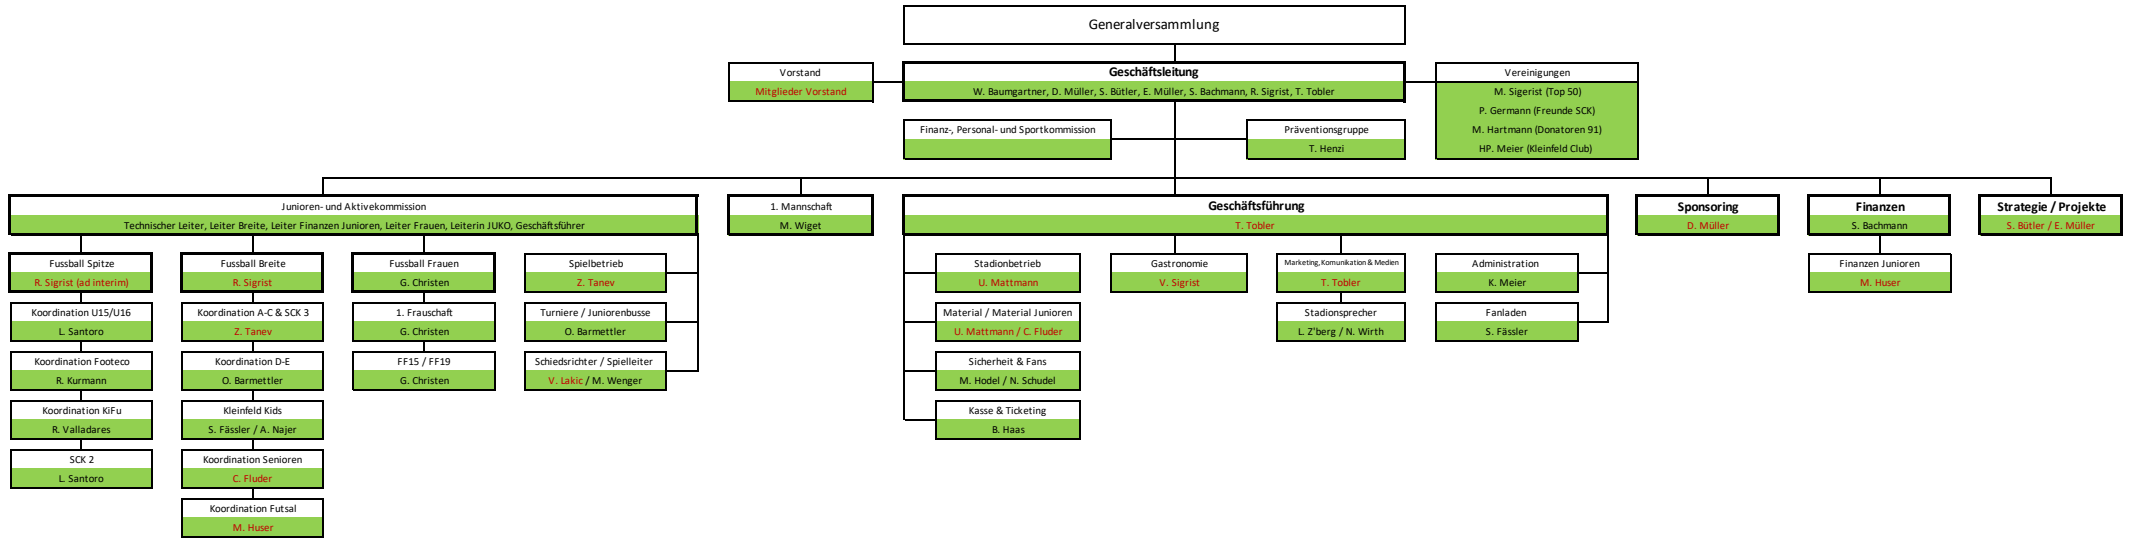 Generalversammlung
Vorstand
Mitglieder Vorstand
Geschäftsleitung
W. Baumgartner, D. Müller, S. Bütler, E. Müller, S. Bachmann, R. Sigrist, T. Tobler
Vereinigungen
M. Sigerist (Top 50)
P. Germann (Freunde SCK)
M. Hartmann (Donatoren 91)
HP. Meier (Kleinfeld Club)
Finanz-, Personal- und Sportkommission
Präventionsgruppe
T. Henzi
Junioren- und Aktivekommission
Technischer Leiter, Leiter Breite, Leiter Finanzen Junioren, Leiter Frauen, Leiterin JUKO, Geschäftsführer
1. Mannschaft
M. Wiget
Geschäftsführung
T. Tobler
Sponsoring
D. Müller
Finanzen
S. Bachmann
Strategie / Projekte
S. Bütler / E. Müller
Fussball Spitze
R. Sigrist (ad interim)
Koordination U15/U16
L. Santoro
Koordination Footeco
R. Kurmann
Koordination KiFu
R. Valladares
SCK 2
L. Santoro
Fussball Breite
R. Sigrist
Koordination A-C & SCK 3
Z. Tanev
Koordination D-E
O. Barmettler
Kleinfeld Kids
S. Fässler / A. Najer
Koordination Senioren
C. Fluder
Koordination Futsal
M. Huser
Fussball Frauen
G. Christen
1. Frauschaft
G. Christen
FF15 / FF19
G. Christen
Spielbetrieb
Z. Tanev
Turniere / Juniorenbusse
O. Barmettler
Schiedsrichter / Spielleiter
V. Lakic / M. Wenger
Stadionbetrieb
U. Mattmann
Material / Material Junioren
U. Mattmann / C. Fluder
Sicherheit & Fans
M. Hodel / N. Schudel
Kasse & Ticketing
B. Haas
Gastronomie
V. Sigrist
Marketing, Komunikation & Medien
T. Tobler
Stadionsprecher
L. Z'berg / N. Wirth
Administration
K. Meier
Fanladen
S. Fässler
Finanzen Junioren
M. Huser